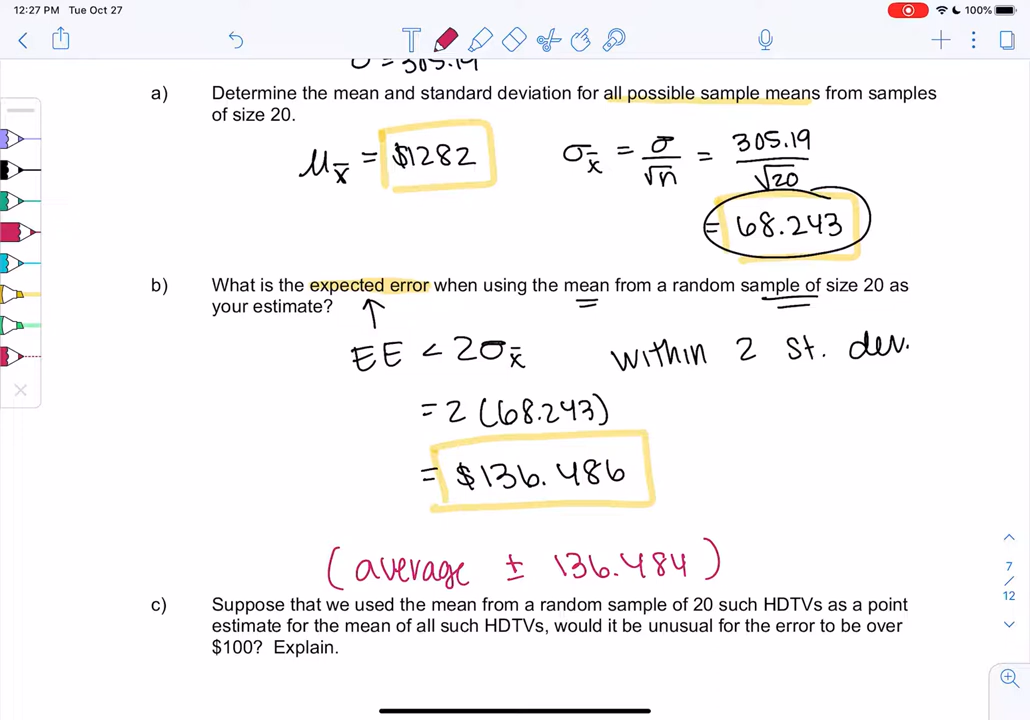 12:27 PM Tue Oct 27 100%
T
σ = 305.19
a) Determine the mean and standard deviation for all possible sample means from samples
of size 20.
μx̄ = $1282
σx̄ = σ/√n = 305.19/√20
= 68.243
b) What is the expected error when using the mean from a random sample of size 20 as
your estimate?
EE < 2σx̄ within 2 St. dev.
= 2 (68.243)
= $136.486
(average ± 136.484)
c) Suppose that we used the mean from a random sample of 20 such HDTVs as a point
estimate for the mean of all such HDTVs, would it be unusual for the error to be over
$100? Explain.
7
/
12